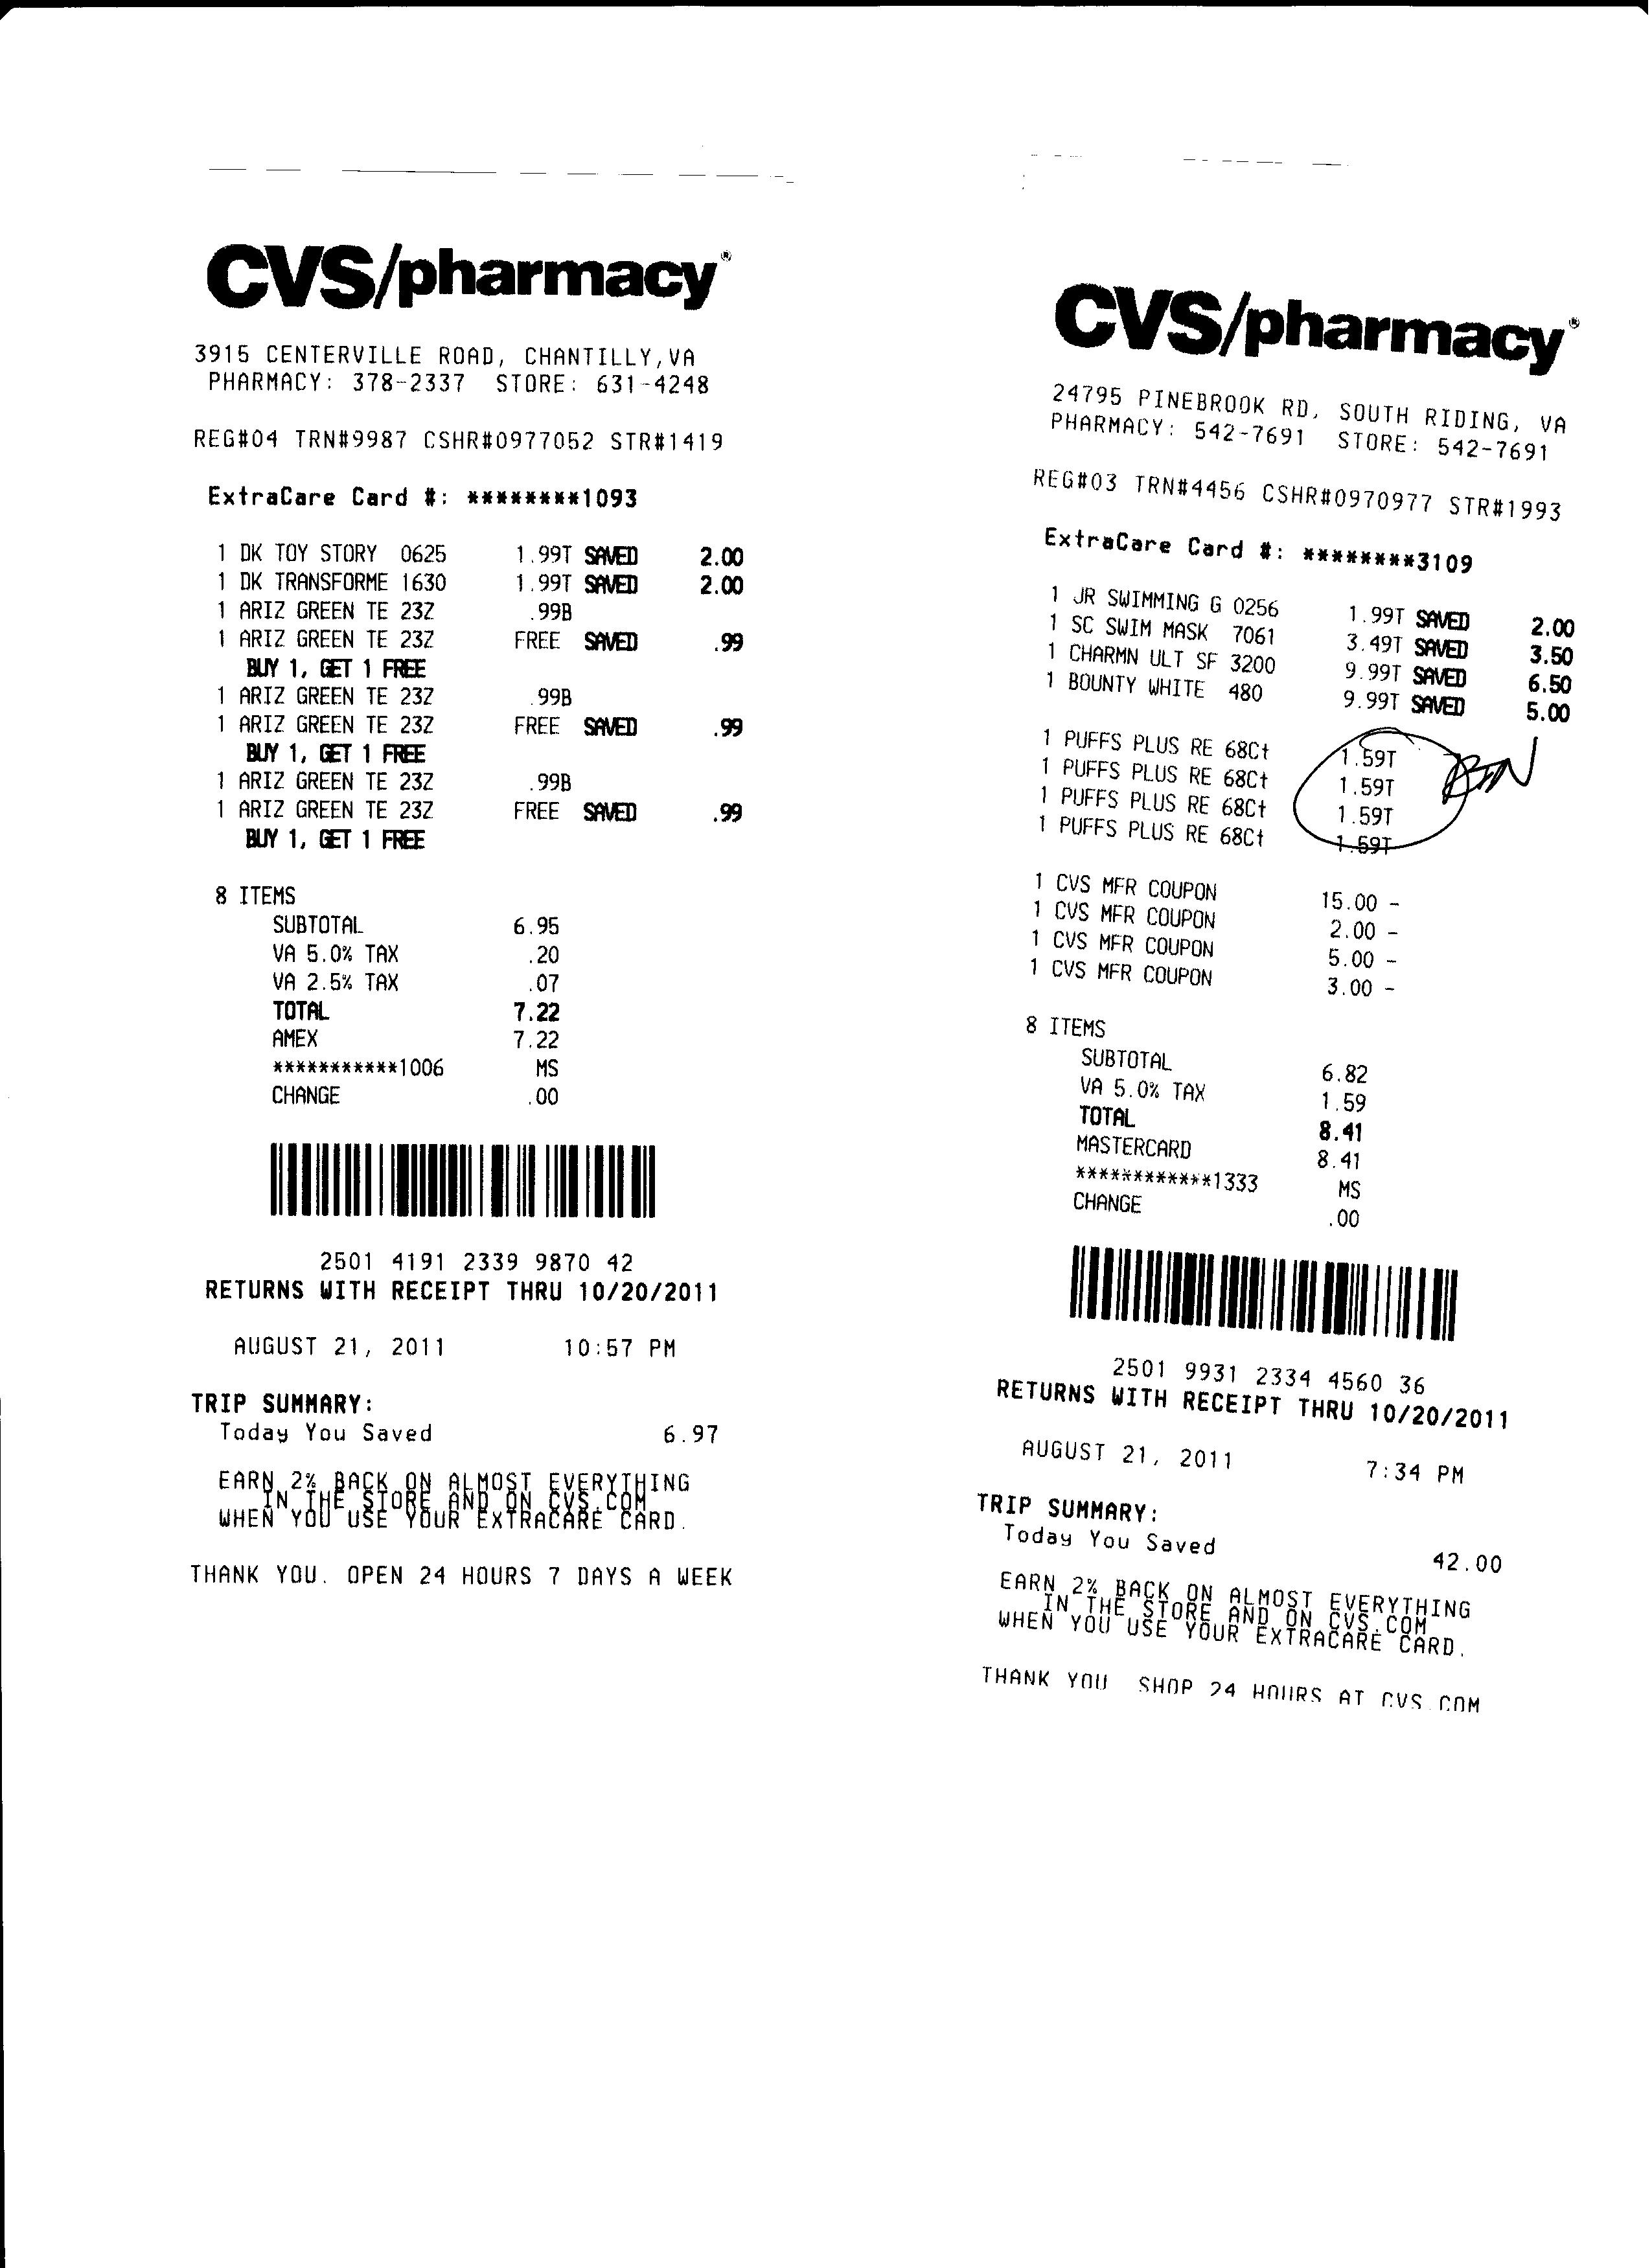 CVS/pharmacy®
3915 CENTERVILLE ROAD, CHANTILLY,VA
PHARMACY: 378-2337 STORE: 631-4248
REG#04 TRN#9987 CSHR#0977052 STR#1419
ExtraCare Card #: ********1093
1 DK TOY STORY 0625 1.99T SAVED 2.00
1 DK TRANSFORME 1630 1.99T SAVED 2.00
1 ARIZ GREEN TE 23Z .99B
1 ARIZ GREEN TE 23Z FREE SAVED .99
BUY 1, GET 1 FREE
1 ARIZ GREEN TE 23Z .99B
1 ARIZ GREEN TE 23Z FREE SAVED .99
BUY 1, GET 1 FREE
1 ARIZ GREEN TE 23Z .99B
1 ARIZ GREEN TE 23Z FREE SAVED .99
BUY 1, GET 1 FREE
8 ITEMS
SUBTOTAL 6.95
VA 5.0% TAX .20
VA 2.5% TAX .07
TOTAL 7.22
AMEX 7.22
***********1006 MS
CHANGE .00
2501 4191 2339 9870 42
RETURNS WITH RECEIPT THRU 10/20/2011
AUGUST 21, 2011 10:57 PM
TRIP SUMMARY:
Today You Saved 6.97
EARN 2% BACK ON ALMOST EVERYTHING
IN THE STORE AND ON CVS.COM
WHEN YOU USE YOUR EXTRACARE CARD.
THANK YOU. OPEN 24 HOURS 7 DAYS A WEEK
CVS/pharmacy®
24795 PINEBROOK RD, SOUTH RIDING, VA
PHARMACY: 542-7691 STORE: 542-7691
REG#03 TRN#4456 CSHR#0970977 STR#1993
ExtraCare Card #: ********3109
1 JR SWIMMING G 0256 1.99T SAVED 2.00
1 SC SWIM MASK 7061 3.49T SAVED 3.50
1 CHARMN ULT SF 3200 9.99T SAVED 6.50
1 BOUNTY WHITE 480 9.99T SAVED 5.00
1 PUFFS PLUS RE 68Ct 1.59T
1 PUFFS PLUS RE 68Ct 1.59T
1 PUFFS PLUS RE 68Ct 1.59T
1 PUFFS PLUS RE 68Ct 1.59T
1 CVS MFR COUPON 15.00 -
1 CVS MFR COUPON 2.00 -
1 CVS MFR COUPON 5.00 -
1 CVS MFR COUPON 3.00 -
8 ITEMS
SUBTOTAL 6.82
VA 5.0% TAX 1.59
TOTAL 8.41
MASTERCARD 8.41
************1333 MS
CHANGE .00
2501 9931 2334 4560 36
RETURNS WITH RECEIPT THRU 10/20/2011
AUGUST 21, 2011 7:34 PM
TRIP SUMMARY:
Today You Saved 42.00
EARN 2% BACK ON ALMOST EVERYTHING
IN THE STORE AND ON CVS.COM
WHEN YOU USE YOUR EXTRACARE CARD.
THANK YOU SHOP 24 HOURS AT CVS.COM